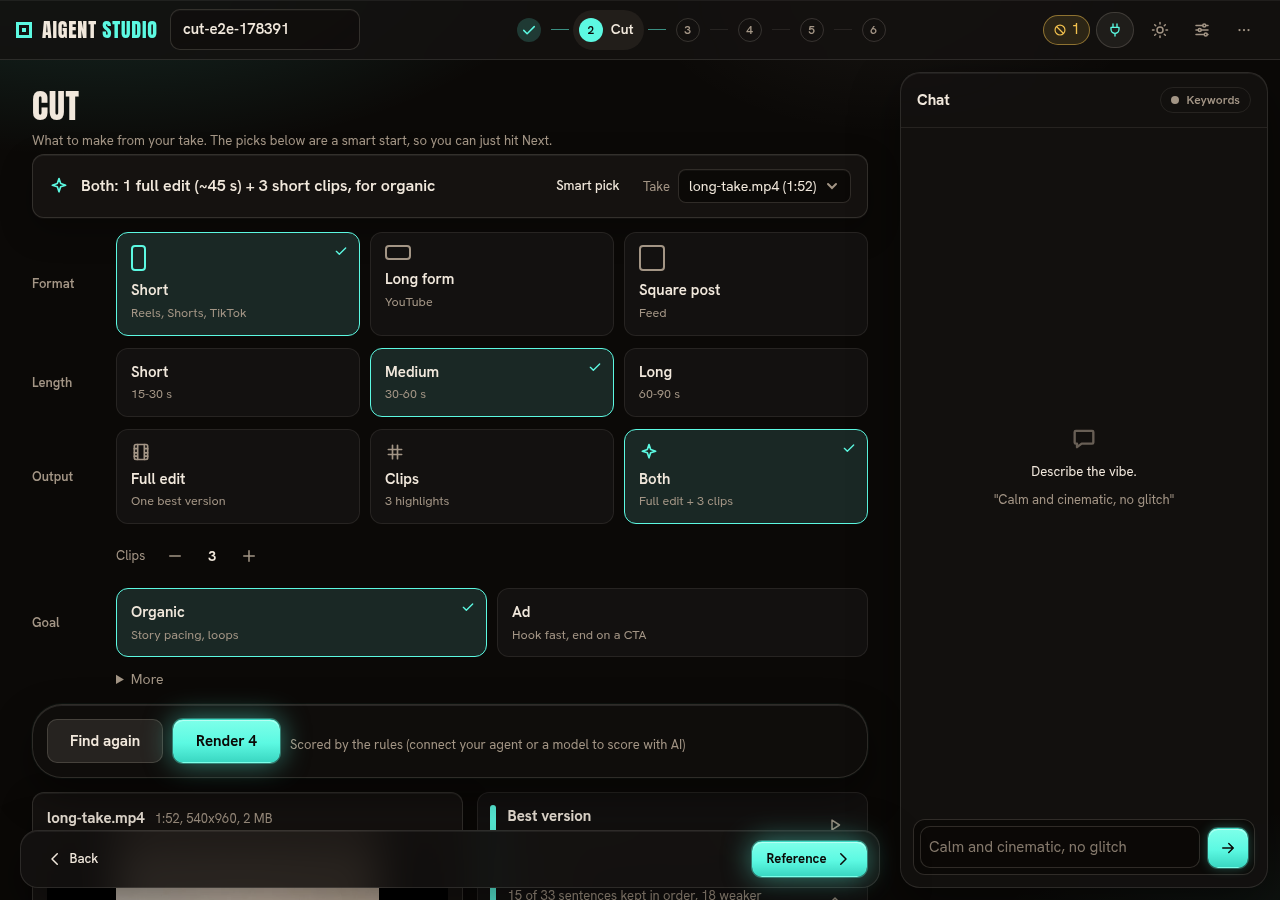 AIGENT STUDIO
cut-e2e-178391
2 Cut
3
4
5
6
1
CUT
What to make from your take. The picks below are a smart start, so you can just hit Next.
Both: 1 full edit (~45 s) + 3 short clips, for organic
Smart pick
Take
long-take.mp4 (1:52)
Format
Short
Reels, Shorts, TikTok
Long form
YouTube
Square post
Feed
Length
Short
15-30 s
Medium
30-60 s
Long
60-90 s
Output
Full edit
One best version
Clips
3 highlights
Both
Full edit + 3 clips
Clips
3
Goal
Organic
Story pacing, loops
Ad
Hook fast, end on a CTA
More
Find again
Render 4
Scored by the rules (connect your agent or a model to score with AI)
long-take.mp4 1:52, 540x960, 2 MB
Best version
15 of 33 sentences kept in order, 18 weaker
Back
Reference
Chat
Keywords
Describe the vibe.
"Calm and cinematic, no glitch"
Calm and cinematic, no glitch